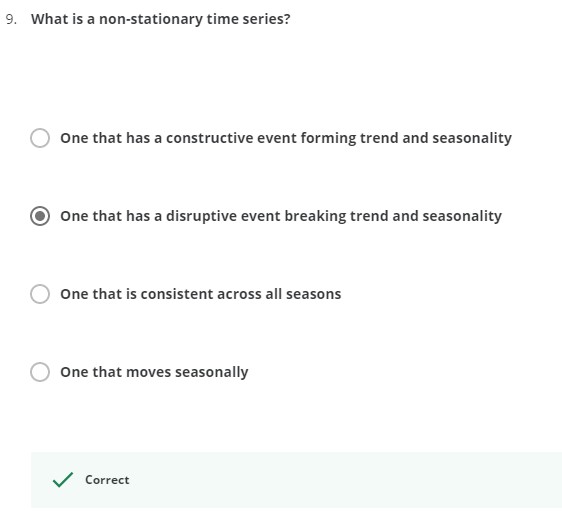 9. What is a non-stationary time series?
One that has a constructive event forming trend and seasonality
One that has a disruptive event breaking trend and seasonality
One that is consistent across all seasons
One that moves seasonally
Correct